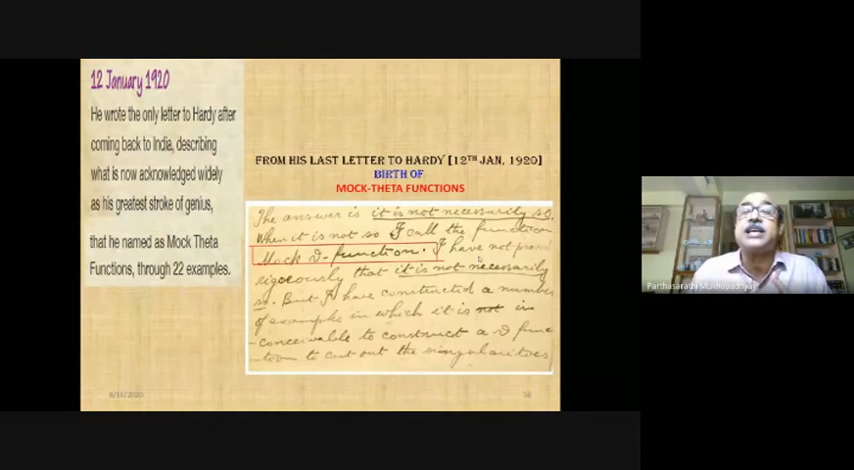 12 January 1920
He wrote the only letter to Hardy after
coming back to India, describing
what is now acknowledged widely
as his greatest stroke of genius,
that he named as Mock Theta
Functions, through 22 examples.
FROM HIS LAST LETTER TO HARDY [12TH JAN, 1920]
BIRTH OF
MOCK-THETA FUNCTIONS
The answer is it is not necessarily so.
When it is not so I call the function
Mock ϑ-function. I have not proved
rigorously that it is not necessarily
so. But I have constructed a number
of examples in which it is not in
-conceivable to construct a ϑ func
-tion to cut out the singularities
8/16/2020
Parthasarathi Mukhopadhyay